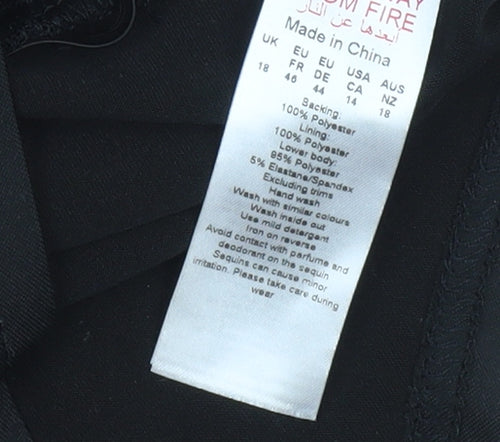 AY
OM FIRE
أبعدها عن النار
Made in China
UK EU FR EU DE USA CA AUS NZ
18 46 44 14 18
Backing:
100% Polyester
Lining:
100% Polyester
Lower body:
95% Polyester
5% Elastane/Spandex
Excluding trims
Hand wash
Wash with similar colours
Wash inside out
Use mild detergent
Iron on reverse
Avoid contact with perfume and
deodorant on the sequin
Sequins can cause minor
irritation. Please take care during
wear